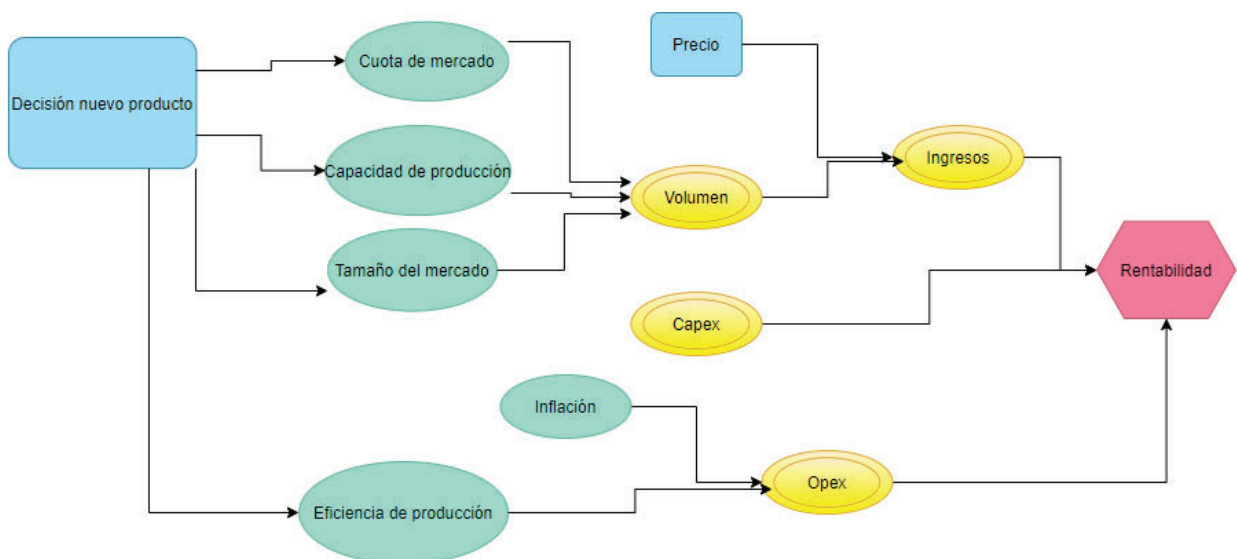 Decisión nuevo producto
Cuota de mercado
Precio
Capacidad de producción
Ingresos
Volumen
Tamaño del mercado
Rentabilidad
Capex
Inflación
Opex
Eficiencia de producción